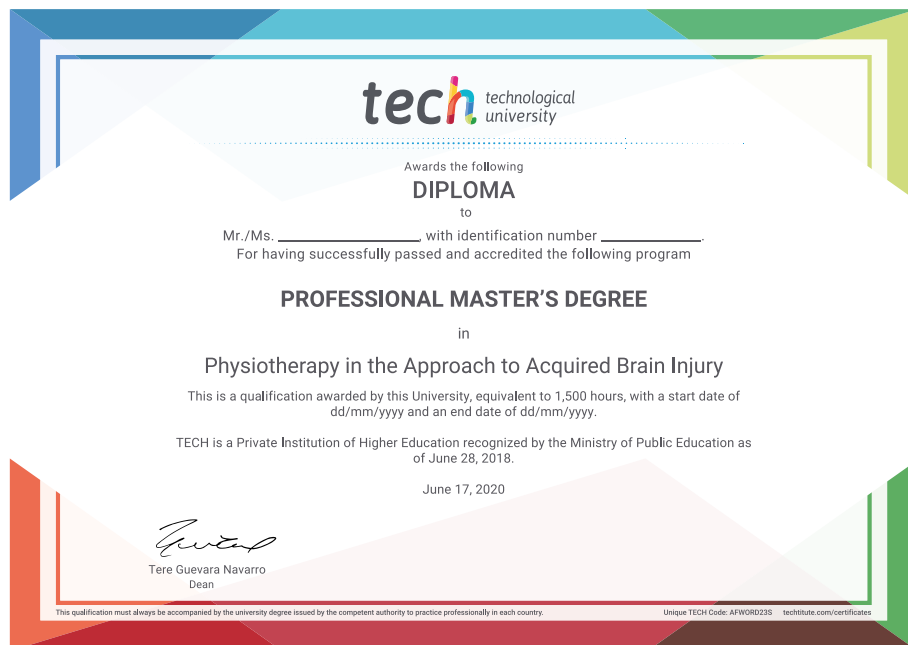 tech technological
university
Awards the following
DIPLOMA
to
Mr./Ms. ____________________, with identification number ______________.
For having successfully passed and accredited the following program
PROFESSIONAL MASTER'S DEGREE
in
Physiotherapy in the Approach to Acquired Brain Injury
This is a qualification awarded by this University, equivalent to 1,500 hours, with a start date of
dd/mm/yyyy and an end date of dd/mm/yyyy.
TECH is a Private Institution of Higher Education recognized by the Ministry of Public Education as
of June 28, 2018.
June 17, 2020
Tere Guevara Navarro
Dean
This qualification must always be accompanied by the university degree issued by the competent authority to practice professionally in each country. Unique TECH Code: AFWORD23S techtitute.com/certificates